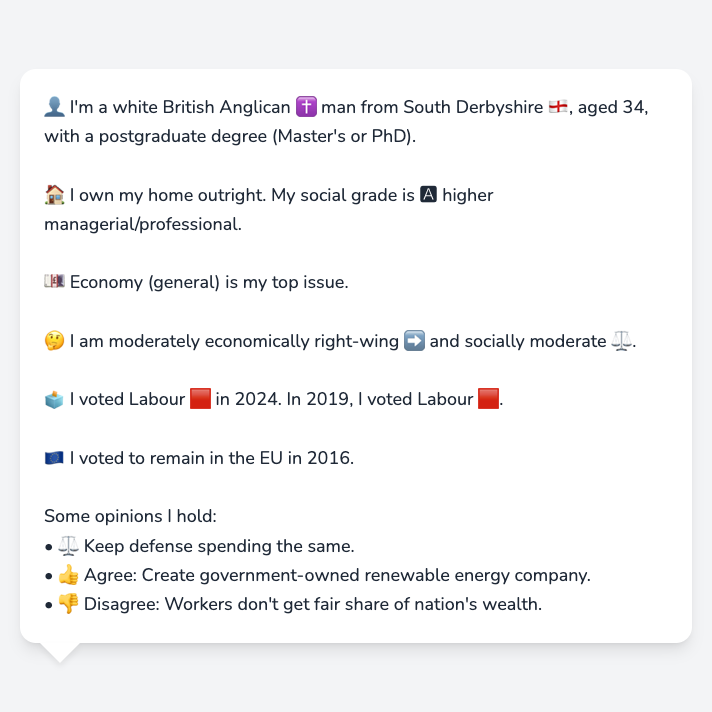 👤 I'm a white British Anglican ✝️ man from South Derbyshire 🏴󠁧󠁢󠁥󠁮󠁧󠁿, aged 34,
with a postgraduate degree (Master's or PhD).
🏠 I own my home outright. My social grade is 🅰 higher
managerial/professional.
💷 Economy (general) is my top issue.
🤔 I am moderately economically right-wing ➡️ and socially moderate ⚖️.
🗳️ I voted Labour 🟥 in 2024. In 2019, I voted Labour 🟥.
🇪🇺 I voted to remain in the EU in 2016.
Some opinions I hold:
• ⚖️ Keep defense spending the same.
• 👍 Agree: Create government-owned renewable energy company.
• 👎 Disagree: Workers don't get fair share of nation's wealth.